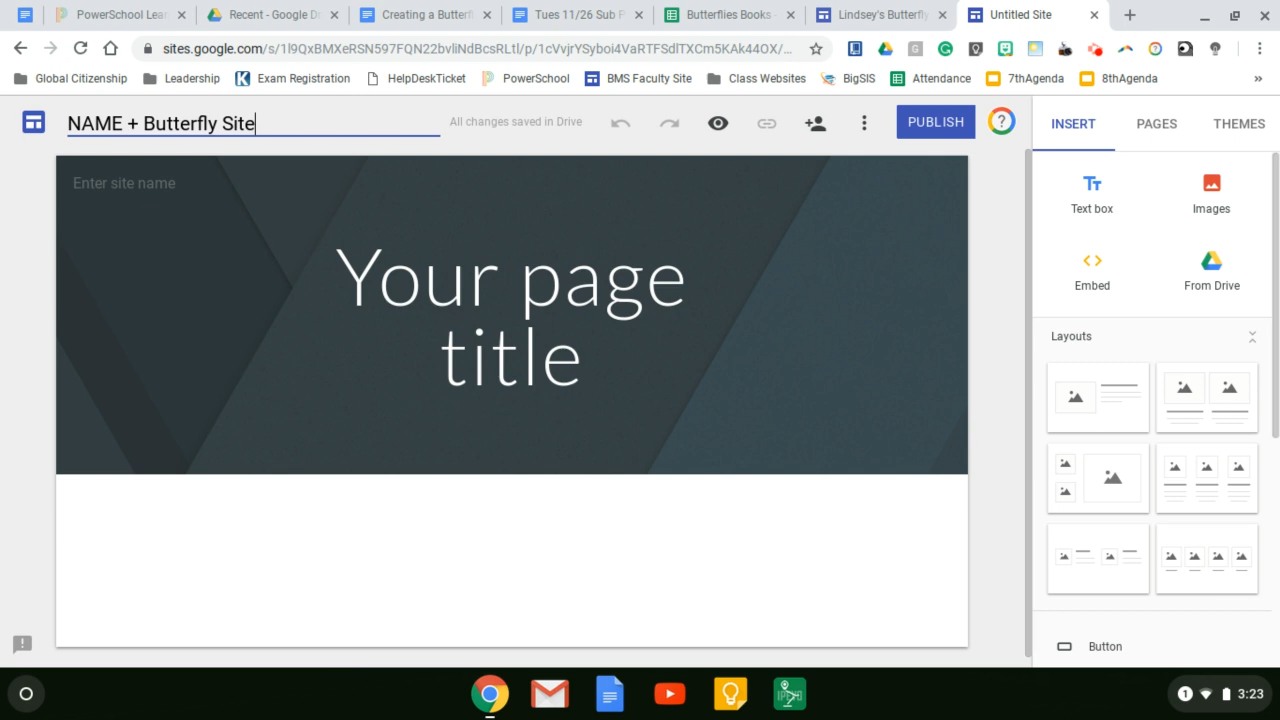 PowerSchool Lear
Recent - Google Dr
Creating a Butterfl
Tues 11/26 Sub P
Butterflies Books -
Lindsey's Butterfly
Untitled Site
sites.google.com/s/1l9QxBMXeRSN597FQN22bvliNdBcsRLtl/p/1cVvjrYSyboi4VaRTFSdlTXCm5KAk44OX/...
Global Citizenship
Leadership
Exam Registration
HelpDeskTicket
PowerSchool
BMS Faculty Site
Class Websites
BigSIS
Attendance
7thAgenda
8thAgenda
»
NAME + Butterfly Site
All changes saved in Drive
PUBLISH
INSERT
PAGES
THEMES
Enter site name
Your page
title
Text box
Images
Embed
From Drive
Layouts
Button
1
3:23